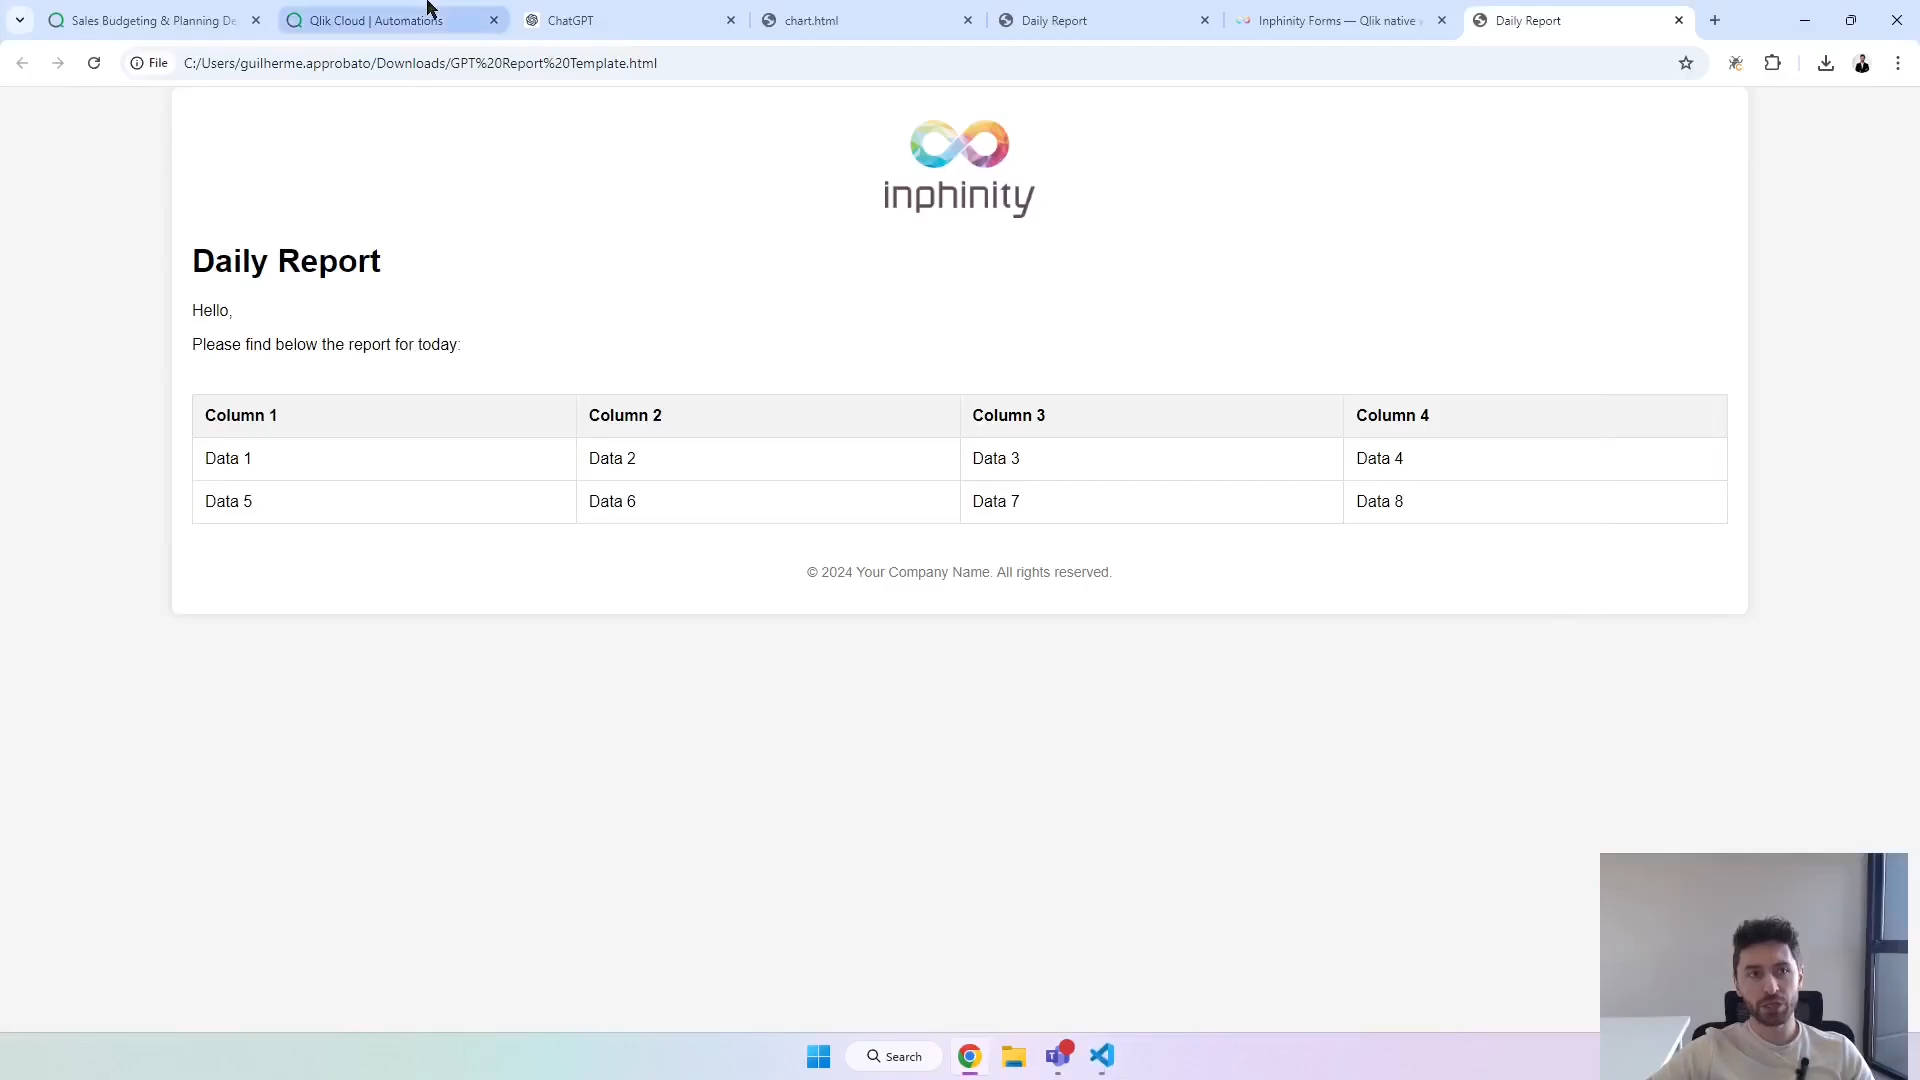 Sales Budgeting & Planning De
Qlik Cloud | Automations
ChatGPT
chart.html
Daily Report
Inphinity Forms — Qlik native
Daily Report
File
C:/Users/guilherme.approbato/Downloads/GPT%20Report%20Template.html
inphinity
Daily Report
Hello,
Please find below the report for today:
Column 1 Column 2 Column 3 Column 4
Data 1 Data 2 Data 3 Data 4
Data 5 Data 6 Data 7 Data 8
© 2024 Your Company Name. All rights reserved.
Search